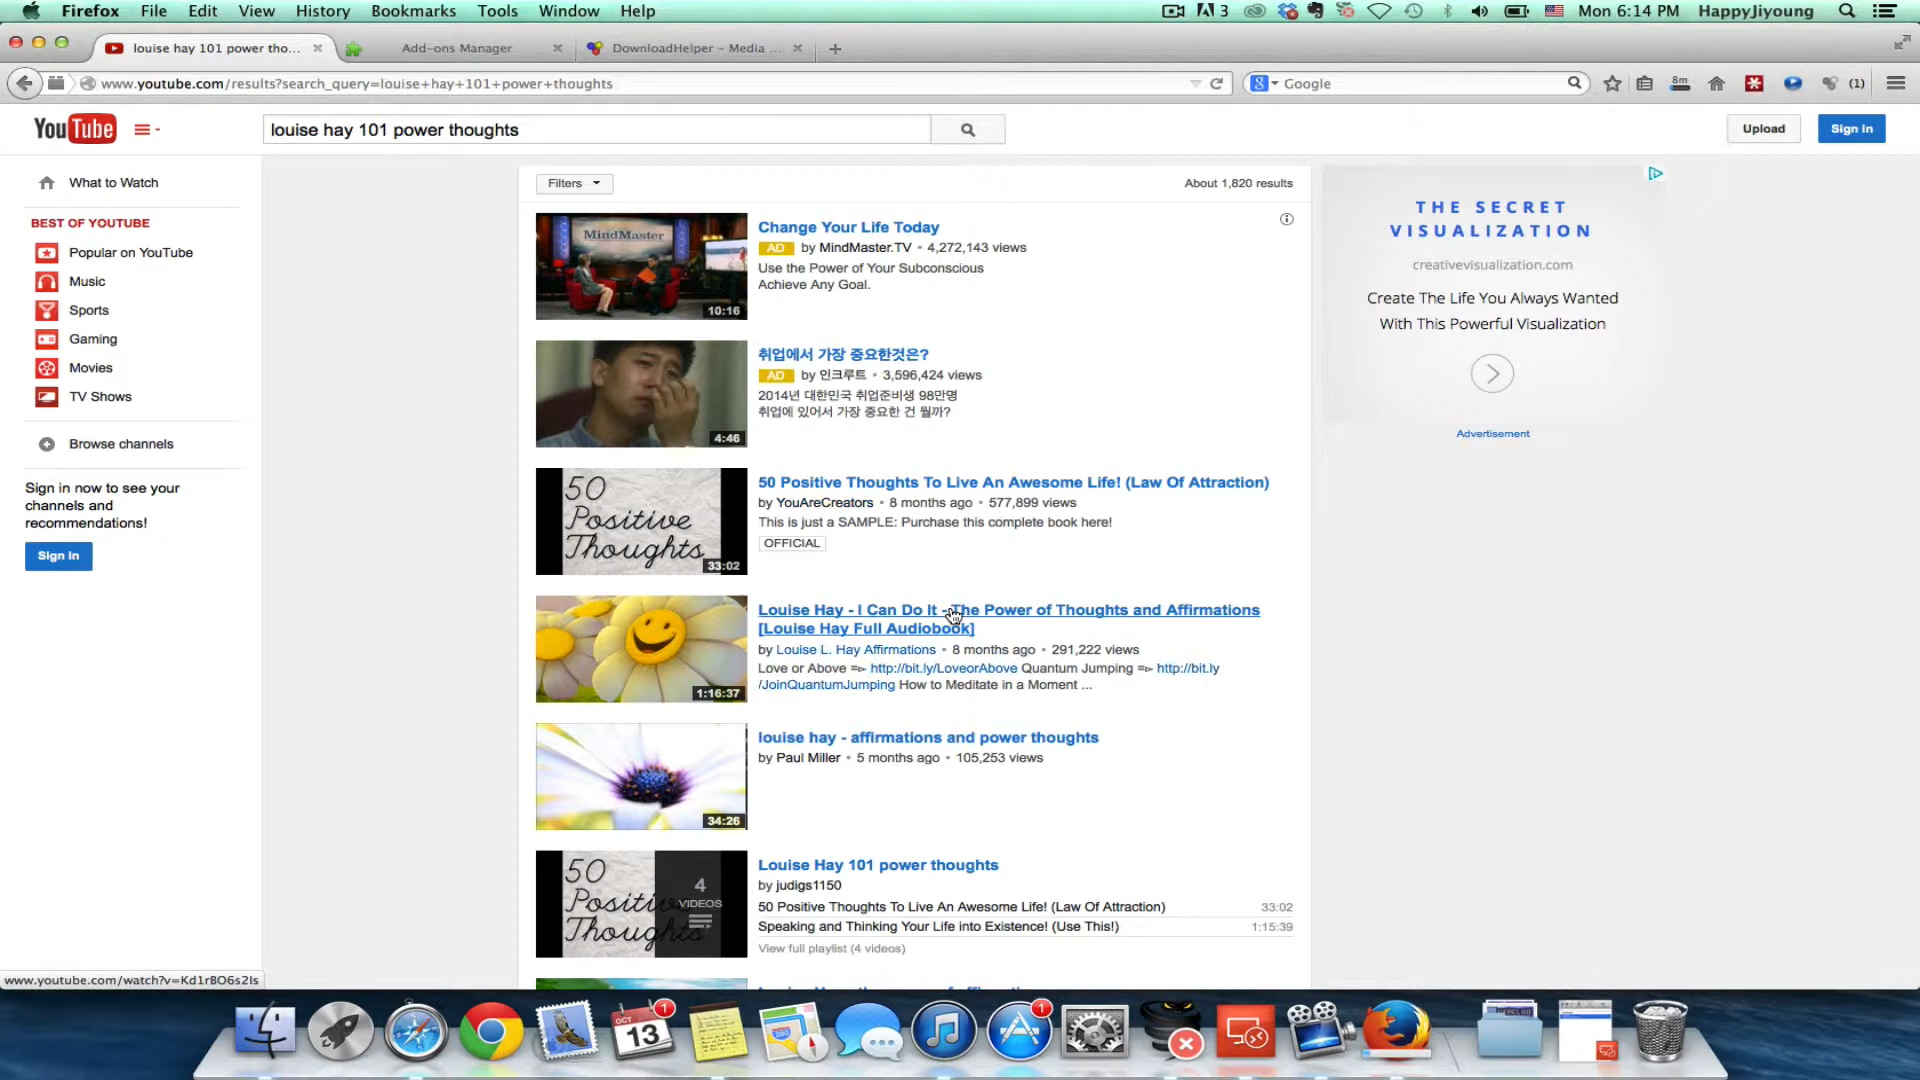 Firefox File Edit View History Bookmarks Tools Window Help
3 Mon 6:14 PM HappyJiyoung
louise hay 101 power tho... Add-ons Manager DownloadHelper - Media ...
www.youtube.com/results?search_query=louise+hay+101+power+thoughts
Google 8m (1)
YouTube
louise hay 101 power thoughts
Upload Sign In
What to Watch
BEST OF YOUTUBE
Popular on YouTube
Music
Sports
Gaming
Movies
TV Shows
Browse channels
Sign in now to see your
channels and
recommendations!
Sign In
Filters About 1,820 results
MindMaster
10:16
Change Your Life Today
AD by MindMaster.TV • 4,272,143 views
Use the Power of Your Subconscious
Achieve Any Goal.
4:46
취업에서 가장 중요한것은?
AD by 인크루트 • 3,596,424 views
2014년 대한민국 취업준비생 98만명
취업에 있어서 가장 중요한 건 뭘까?
50
Positive
Thoughts
33:02
50 Positive Thoughts To Live An Awesome Life! (Law Of Attraction)
by YouAreCreators • 8 months ago • 577,899 views
This is just a SAMPLE: Purchase this complete book here!
OFFICIAL
1:16:37
Louise Hay - I Can Do It - The Power of Thoughts and Affirmations
[Louise Hay Full Audiobook]
by Louise L. Hay Affirmations • 8 months ago • 291,222 views
Love or Above =▻ http://bit.ly/LoveorAbove Quantum Jumping =▻ http://bit.ly
/JoinQuantumJumping How to Meditate in a Moment ...
34:26
louise hay - affirmations and power thoughts
by Paul Miller • 5 months ago • 105,253 views
50
Positive
Thoughts
4
VIDEOS
Louise Hay 101 power thoughts
by judigs1150
50 Positive Thoughts To Live An Awesome Life! (Law Of Attraction) 33:02
Speaking and Thinking Your Life into Existence! (Use This!) 1:15:39
View full playlist (4 videos)
THE SECRET
VISUALIZATION
creativevisualization.com
Create The Life You Always Wanted
With This Powerful Visualization
Advertisement
www.youtube.com/watch?v=Kd1rBO6s2Is
OCT
13
1
1